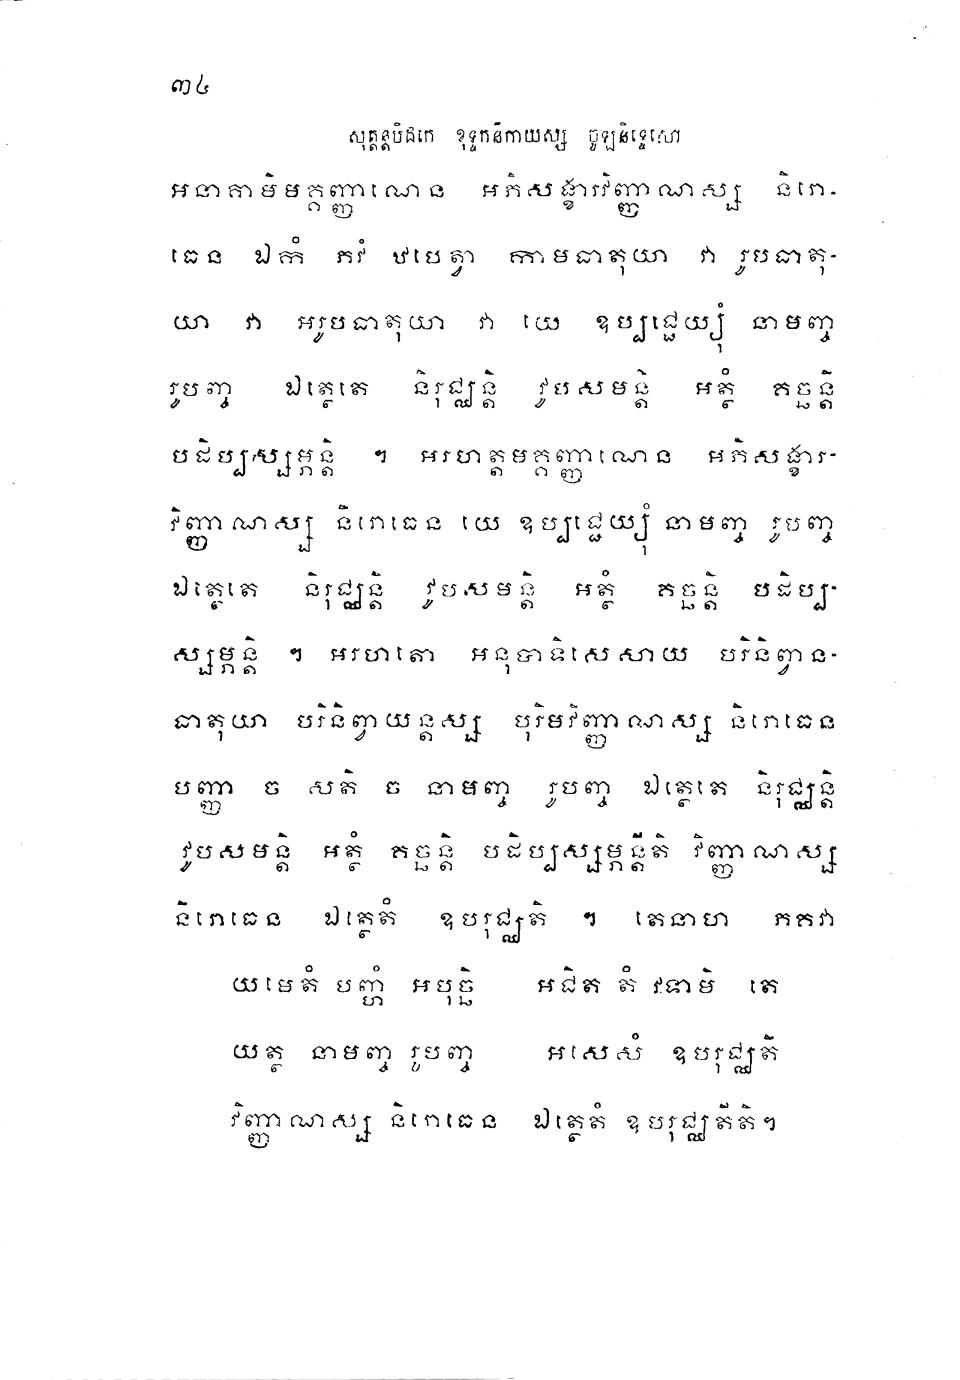 ៣៤
សុត្តន្តបិដកេ ខុទ្ទកនិកាយស្ស ចូឡនិទ្ទេសោ
អនាគាមិមគ្គញ្ញាណេន អភិសង្ខារវិញ្ញាណស្ស និរោ-
ធេន ឯកំ ភវំ ឋបេត្វា កាមធាតុយា វា រូបធាតុ-
យា វា អរូបធាតុយា វា យេ ឧប្បជ្ជេយ្យុំ នាមញ្ច
រូបញ្ច ឯត្ថេតេ និរុជ្ឈន្តិ វូបសមន្តិ អត្ថំ គច្ឆន្តិ
បដិប្បស្សម្ភន្តិ ។ អរហត្តមគ្គញ្ញាណេន អភិសង្ខារ-
វិញ្ញាណស្ស និរោធេន យេ ឧប្បជ្ជេយ្យុំ នាមញ្ច រូបញ្ច
ឯត្ថេតេ និរុជ្ឈន្តិ វូបសមន្តិ អត្ថំ គច្ឆន្តិ បដិប្ប-
ស្សម្ភន្តិ ។ អរហតោ អនុបាទិសេសាយ បរិនិព្វាន-
ធាតុយា បរិនិព្វាយន្តស្ស បុរិមវិញ្ញាណស្ស និរោធេន
បញ្ញា ច សតិ ច នាមញ្ច រូបញ្ច ឯត្ថេតេ និរុជ្ឈន្តិ
វូបសមន្តិ អត្ថំ គច្ឆន្តិ បដិប្បស្សម្ភន្តីតិ វិញ្ញាណស្ស
និរោធេន ឯត្ថេតំ ឧបរុជ្ឈតិ ។ តេនាហ ភគវា
យមេតំ បញ្ហំ អបុច្ឆិ អជិត តំ វទាមិ តេ
យត្ថ នាមញ្ច រូបញ្ច អសេសំ ឧបរុជ្ឈតិ
វិញ្ញាណស្ស និរោធេន ឯត្ថេតំ ឧបរុជ្ឈតីតិ។